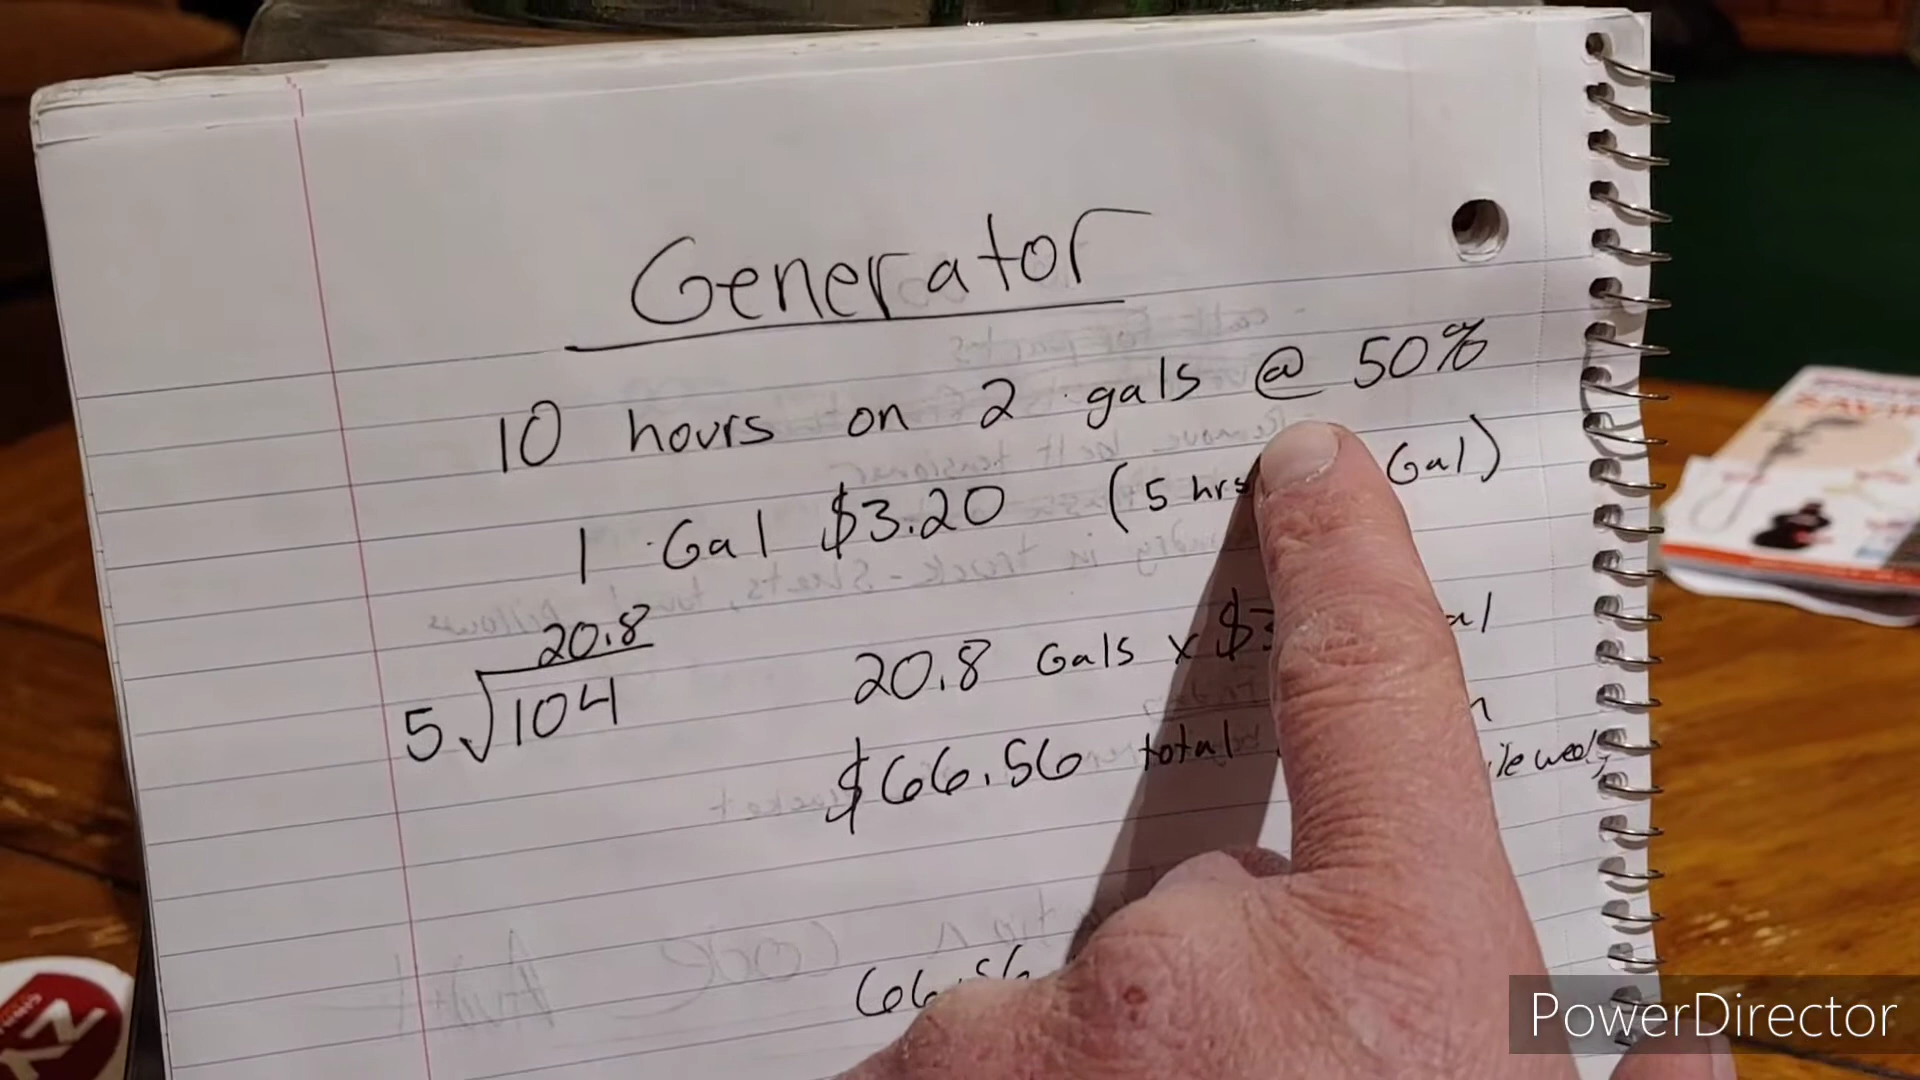 Generator
10 hours on 2 gals @ 50%
1 Gal $3.20 (5 hrs Gal)
20.8
5 √104
20.8 Gals x $3
$66.56 total
66.56
PowerDirector